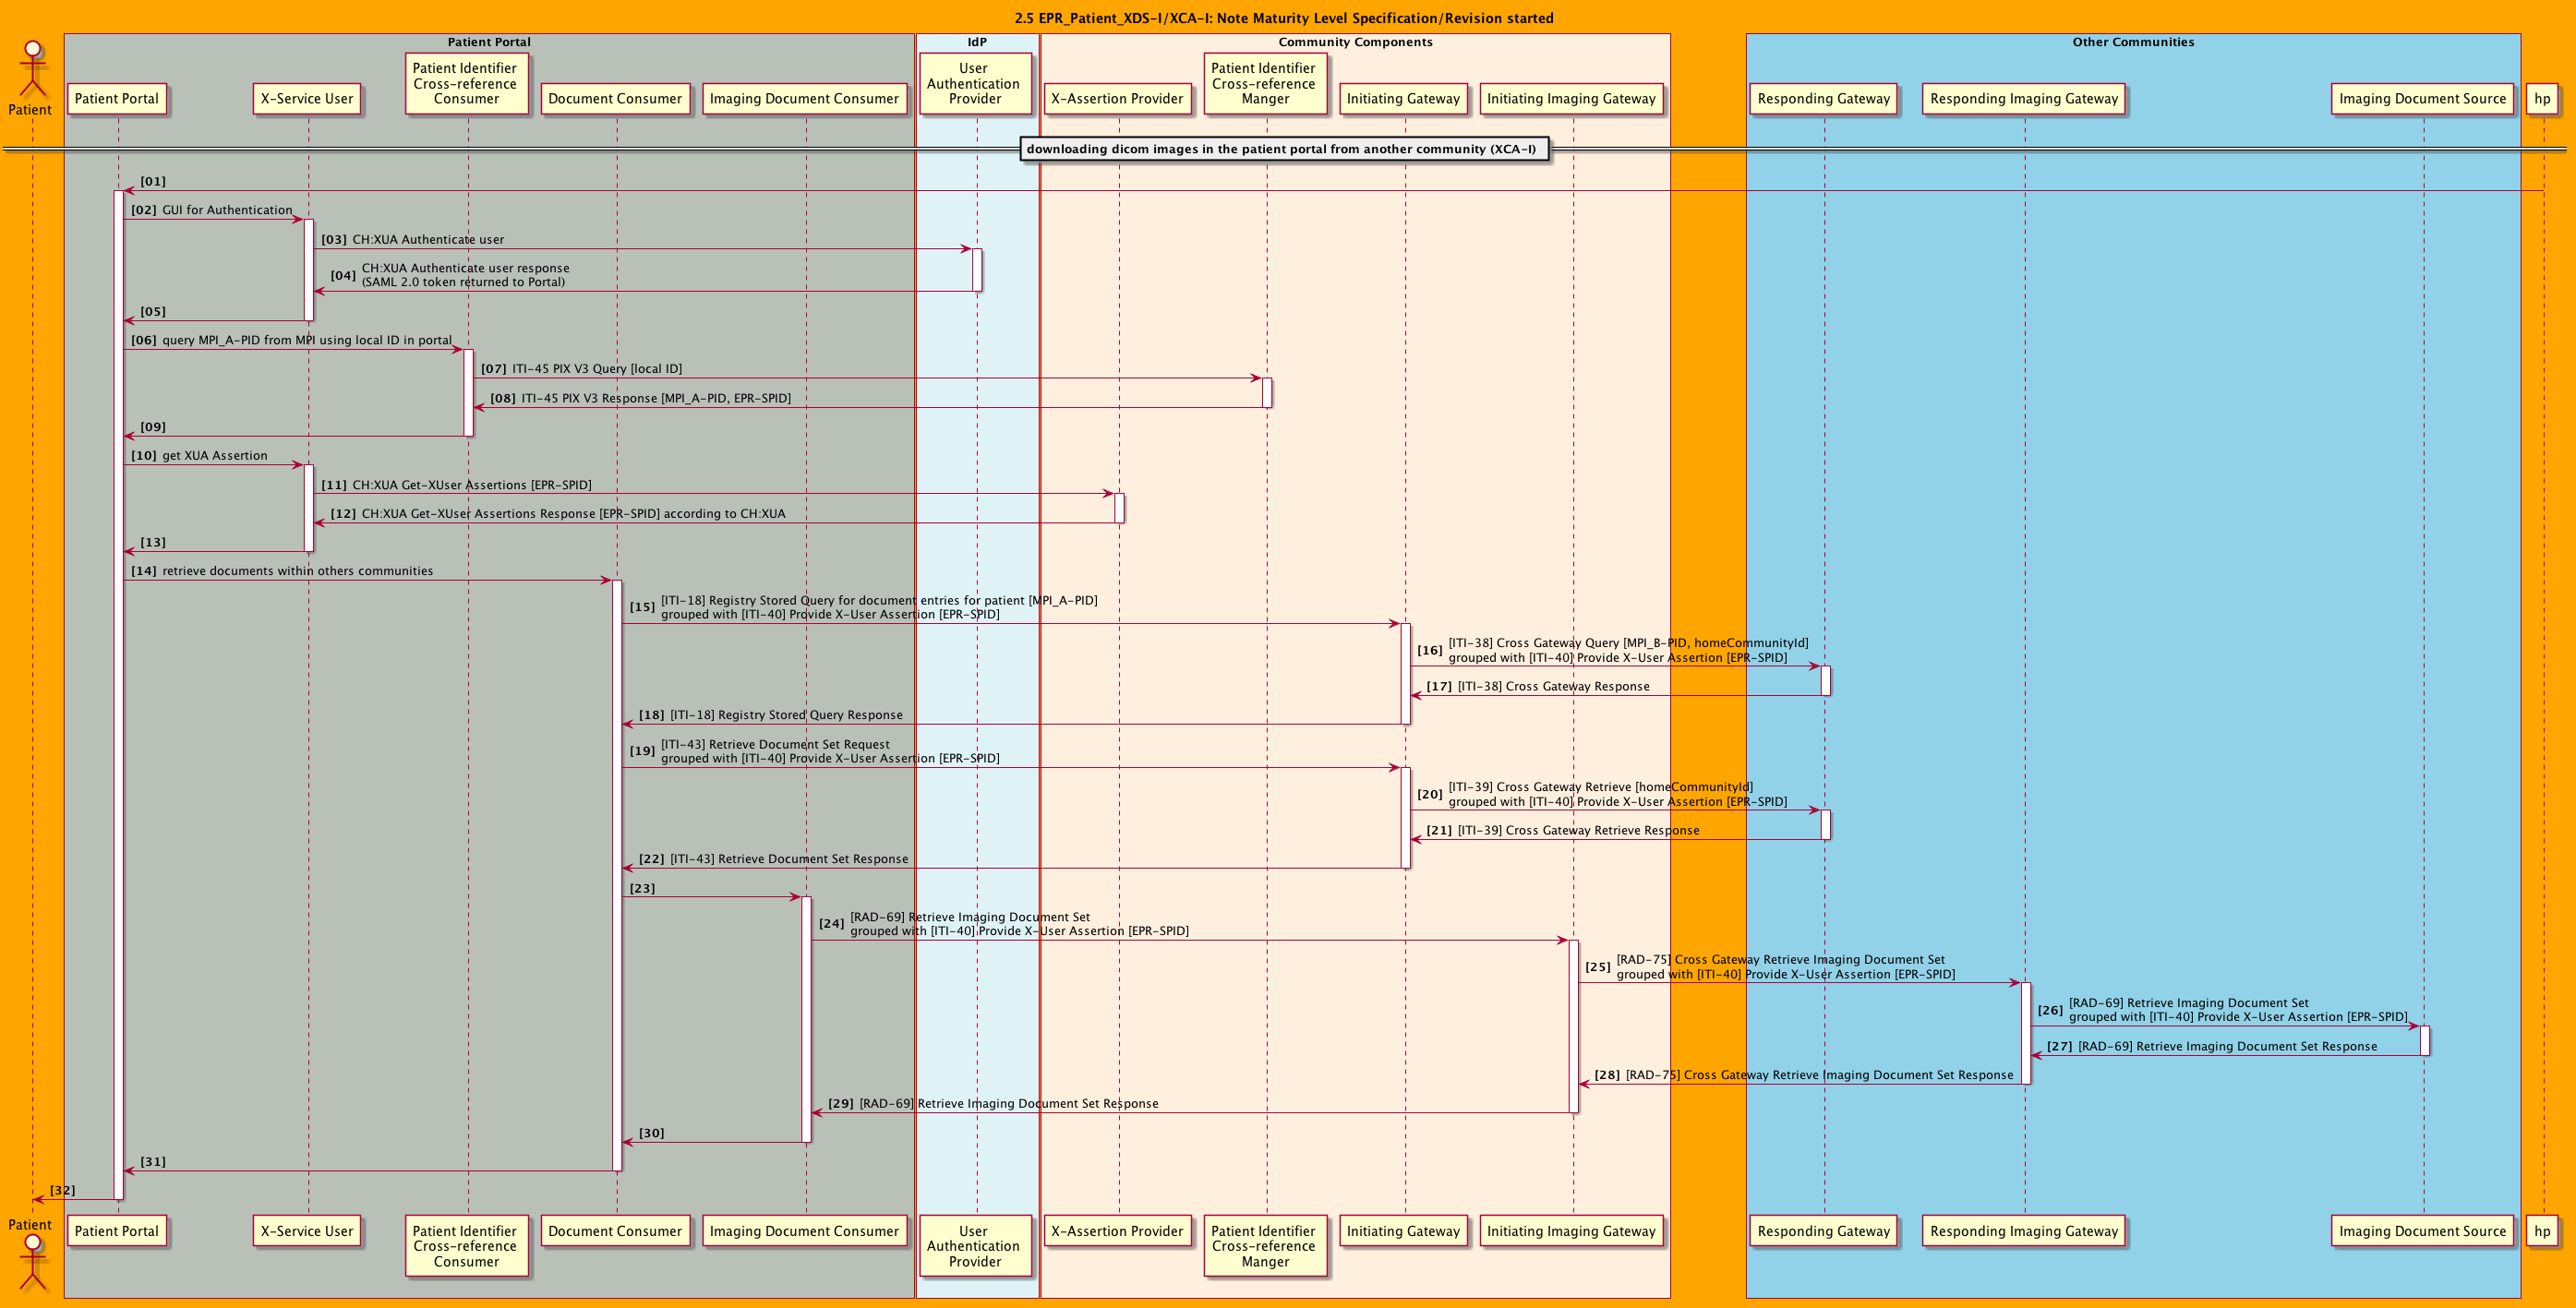 2.5 EPR_Patient_XDS-I/XCA-I: Note Maturity Level Specification/Revision started
Patient Portal
IdP
Community Components
Other Communities
Patient
Patient Portal
X-Service User
Patient Identifier
Cross-reference
Consumer
Document Consumer
Imaging Document Consumer
User
Authentication
Provider
X-Assertion Provider
Patient Identifier
Cross-reference
Manger
Initiating Gateway
Initiating Imaging Gateway
Responding Gateway
Responding Imaging Gateway
Imaging Document Source
hp
downloading dicom images in the patient portal from another community (XCA-I)
[01]
[02] GUI for Authentication
[03] CH:XUA Authenticate user
[04] CH:XUA Authenticate user response
(SAML 2.0 token returned to Portal)
[05]
[06] query MPI_A-PID from MPI using local ID in portal
[07] ITI-45 PIX V3 Query [local ID]
[08] ITI-45 PIX V3 Response [MPI_A-PID, EPR-SPID]
[09]
[10] get XUA Assertion
[11] CH:XUA Get-XUser Assertions [EPR-SPID]
[12] CH:XUA Get-XUser Assertions Response [EPR-SPID] according to CH:XUA
[13]
[14] retrieve documents within others communities
[15] [ITI-18] Registry Stored Query for document entries for patient [MPI_A-PID]
grouped with [ITI-40] Provide X-User Assertion [EPR-SPID]
[16] [ITI-38] Cross Gateway Query [MPI_B-PID, homeCommunityId]
grouped with [ITI-40] Provide X-User Assertion [EPR-SPID]
[17] [ITI-38] Cross Gateway Response
[18] [ITI-18] Registry Stored Query Response
[19] [ITI-43] Retrieve Document Set Request
grouped with [ITI-40] Provide X-User Assertion [EPR-SPID]
[20] [ITI-39] Cross Gateway Retrieve [homeCommunityId]
grouped with [ITI-40] Provide X-User Assertion [EPR-SPID]
[21] [ITI-39] Cross Gateway Retrieve Response
[22] [ITI-43] Retrieve Document Set Response
[23]
[24] [RAD-69] Retrieve Imaging Document Set
grouped with [ITI-40] Provide X-User Assertion [EPR-SPID]
[25] [RAD-75] Cross Gateway Retrieve Imaging Document Set
grouped with [ITI-40] Provide X-User Assertion [EPR-SPID]
[26] [RAD-69] Retrieve Imaging Document Set
grouped with [ITI-40] Provide X-User Assertion [EPR-SPID]
[27] [RAD-69] Retrieve Imaging Document Set Response
[28] [RAD-75] Cross Gateway Retrieve Imaging Document Set Response
[29] [RAD-69] Retrieve Imaging Document Set Response
[30]
[31]
[32]
Patient
Patient Portal
X-Service User
Patient Identifier
Cross-reference
Consumer
Document Consumer
Imaging Document Consumer
User
Authentication
Provider
X-Assertion Provider
Patient Identifier
Cross-reference
Manger
Initiating Gateway
Initiating Imaging Gateway
Responding Gateway
Responding Imaging Gateway
Imaging Document Source
hp